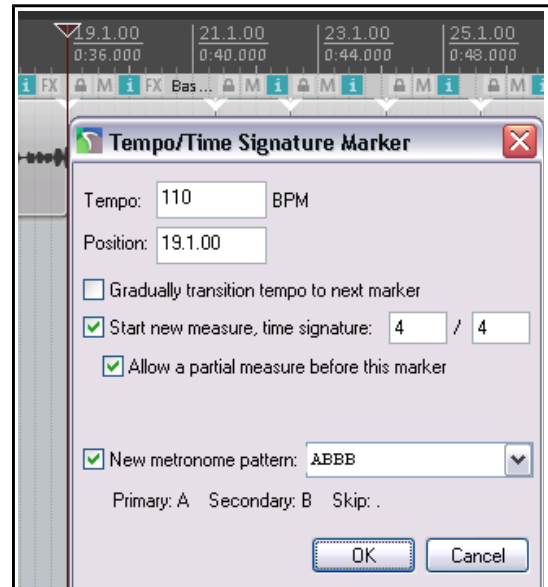 19.1.00 21.1.00 23.1.00 25.1.00
0:36.000 0:40.000 0:44.000 0:48.000
FX M i FX Bas... M i M i M i M
Tempo/Time Signature Marker
Tempo: 110 BPM
Position: 19.1.00
Gradually transition tempo to next marker
Start new measure, time signature: 4 / 4
Allow a partial measure before this marker
New metronome pattern: ABBB
Primary: A Secondary: B Skip: .
OK Cancel